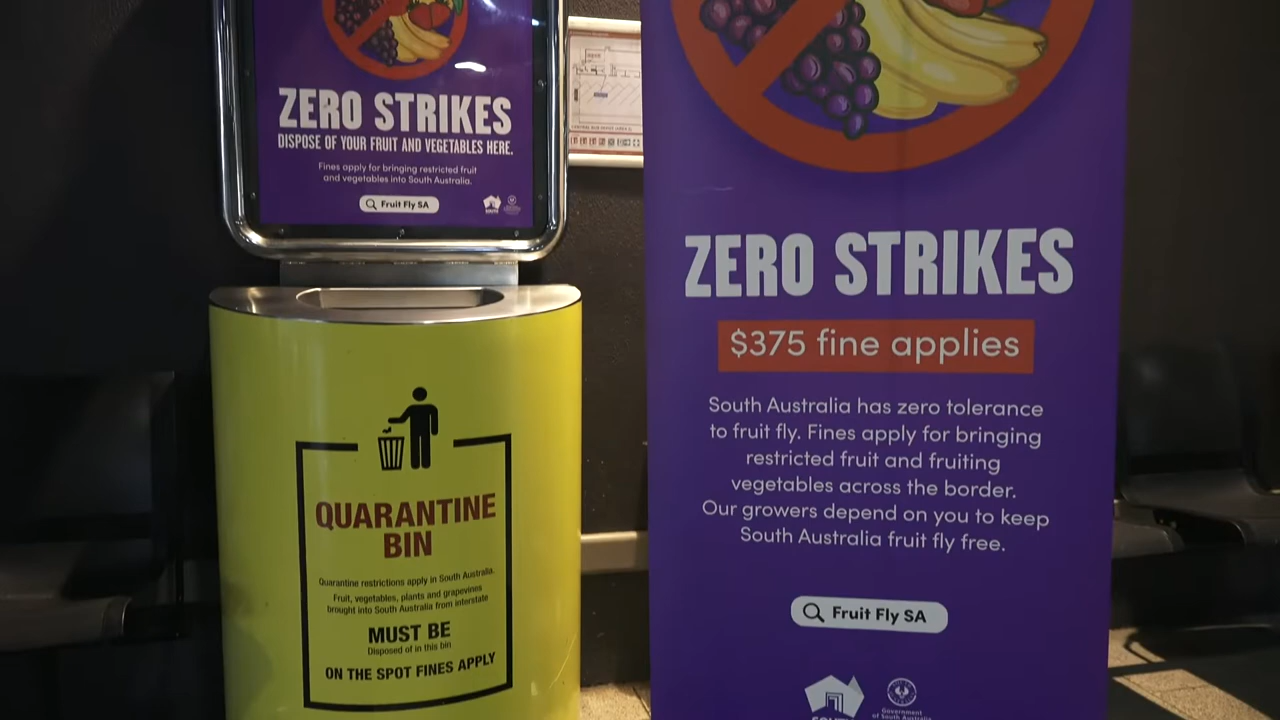 ZERO STRIKES
DISPOSE OF YOUR FRUIT AND VEGETABLES HERE.
Fines apply for bringing restricted fruit
and vegetables into South Australia.
Fruit Fly SA
QUARANTINE
BIN
Quarantine restrictions apply in South Australia.
Fruit, vegetables, plants and grapevines
brought into South Australia from interstate
MUST BE
Disposed of in this bin
ON THE SPOT FINES APPLY
ZERO STRIKES
$375 fine applies
South Australia has zero tolerance
to fruit fly. Fines apply for bringing
restricted fruit and fruiting
vegetables across the border.
Our growers depend on you to keep
South Australia fruit fly free.
Fruit Fly SA
SOUTH
Government
of South Australia